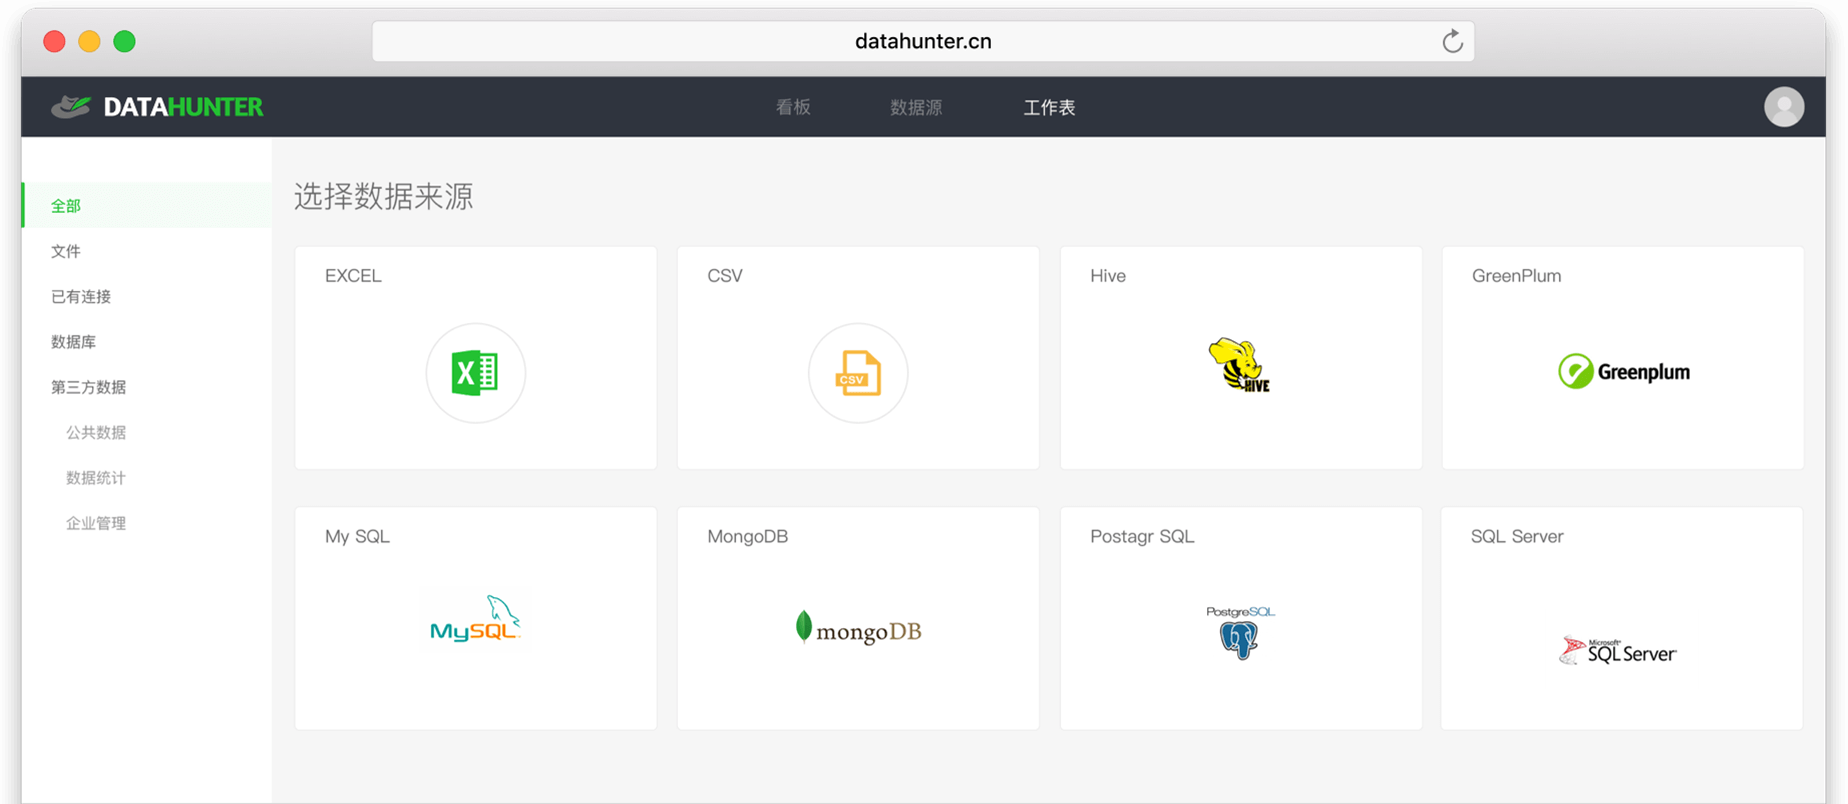 datahunter.cn
DATAHUNTER
看板 数据源 工作表
全部
文件
已有连接
数据库
第三方数据
公共数据
数据统计
企业管理
选择数据来源
EXCEL
X
CSV
CSV
Hive
HIVE
GreenPlum
Greenplum
My SQL
MySQL
MongoDB
mongoDB
Postagr SQL
PostgreSQL
SQL Server
Microsoft
SQL Server